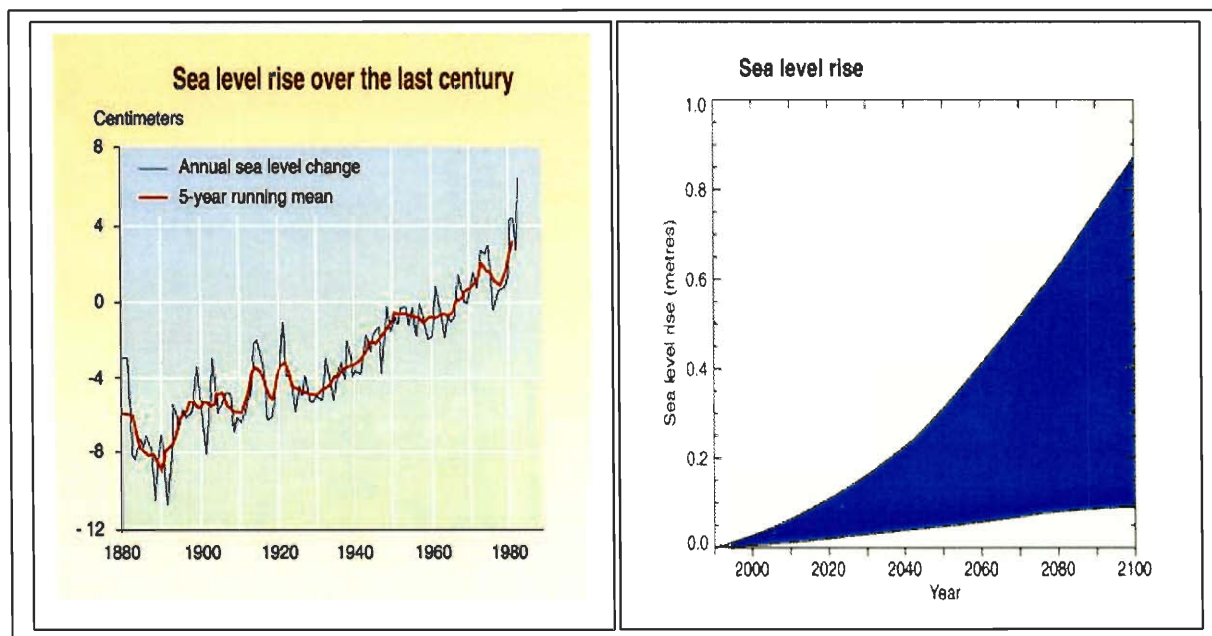 Sea level rise over the last century
Centimeters
8
Annual sea level change
5-year running mean
4
0
-4
-8
-12
1880 1900 1920 1940 1960 1980
Sea level rise
1.0
0.8
0.6
0.4
0.2
0.0
Sea level rise (metres)
2000 2020 2040 2060 2080 2100
Year